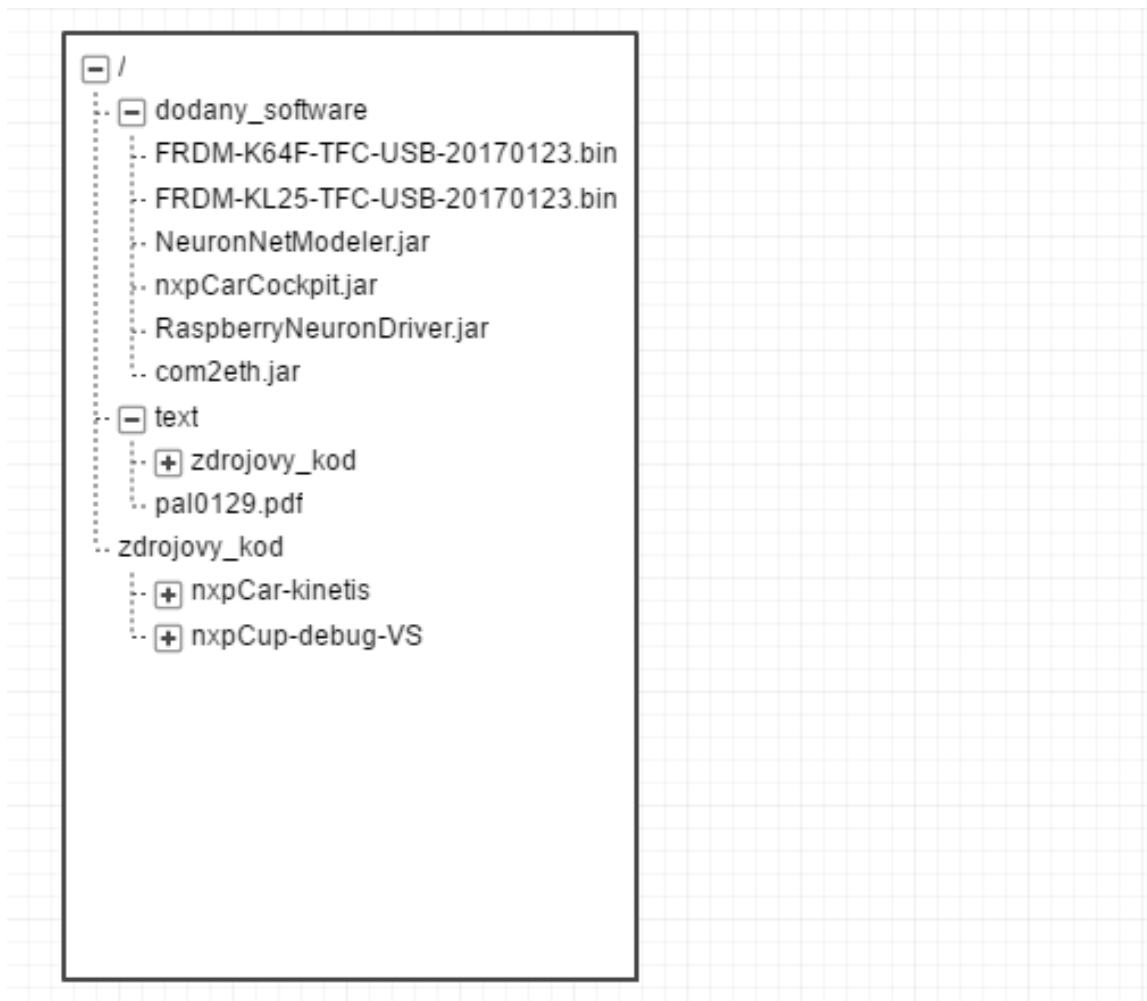 /
dodany_software
FRDM-K64F-TFC-USB-20170123.bin
FRDM-KL25-TFC-USB-20170123.bin
NeuronNetModeler.jar
nxpCarCockpit.jar
RaspberryNeuronDriver.jar
com2eth.jar
text
zdrojovy_kod
pal0129.pdf
zdrojovy_kod
nxpCar-kinetis
nxpCup-debug-VS